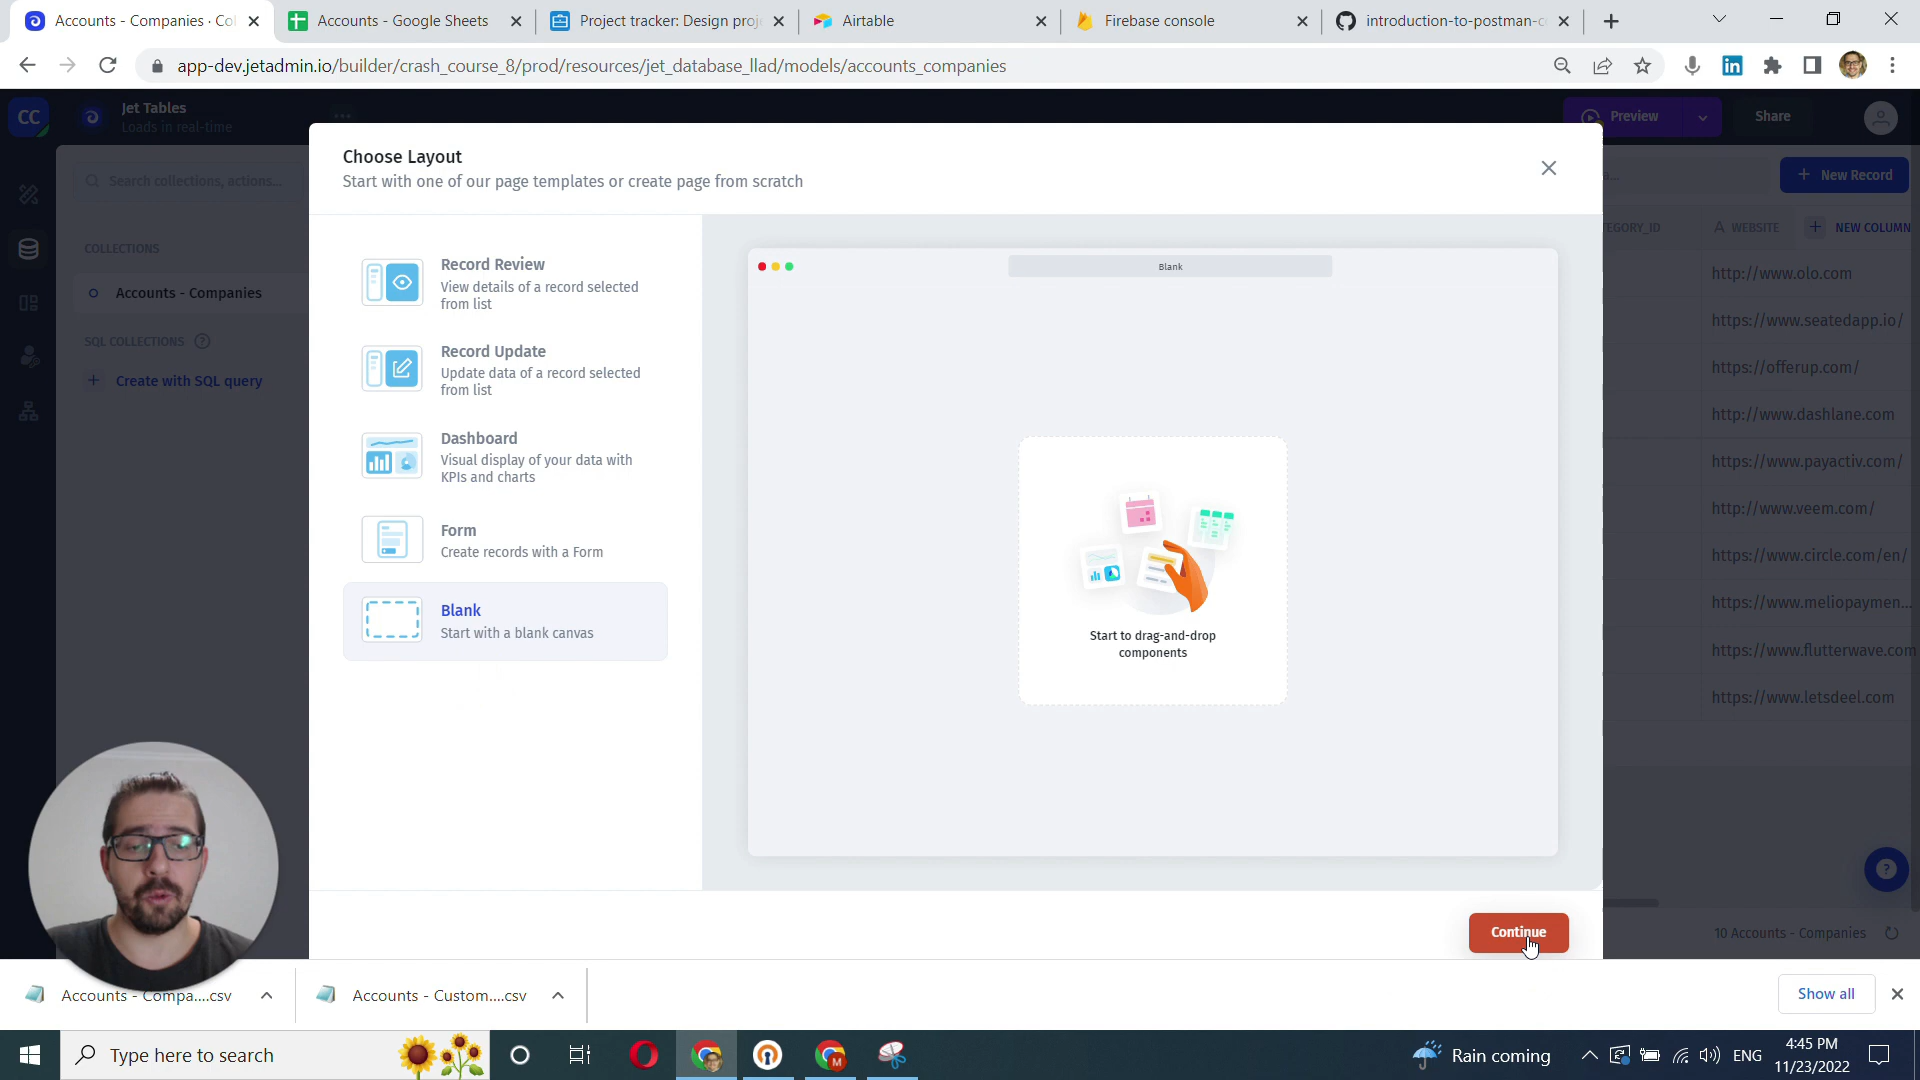 Accounts - Companies · Col
Accounts - Google Sheets
Project tracker: Design proj
Airtable
Firebase console
introduction-to-postman-c
app-dev.jetadmin.io/builder/crash_course_8/prod/resources/jet_database_llad/models/accounts_companies
CC
Jet Tables
Loads in real-time
Preview
Share
Search collections, actions...
COLLECTIONS
Accounts - Companies
SQL COLLECTIONS
Create with SQL query
Choose Layout
Start with one of our page templates or create page from scratch
Record Review
View details of a record selected
from list
Record Update
Update data of a record selected
from list
Dashboard
Visual display of your data with
KPIs and charts
Form
Create records with a Form
Blank
Start with a blank canvas
Blank
Start to drag-and-drop
components
Continue
New Record
TEGORY_ID
WEBSITE
NEW COLUMN
http://www.olo.com
https://www.seatedapp.io/
https://offerup.com/
http://www.dashlane.com
https://www.payactiv.com/
http://www.veem.com/
https://www.circle.com/en/
https://www.meliopaymen...
https://www.flutterwave.com
https://www.letsdeel.com
10 Accounts - Companies
Accounts - Compa....csv
Accounts - Custom....csv
Show all
Type here to search
Rain coming
ENG
4:45 PM
11/23/2022